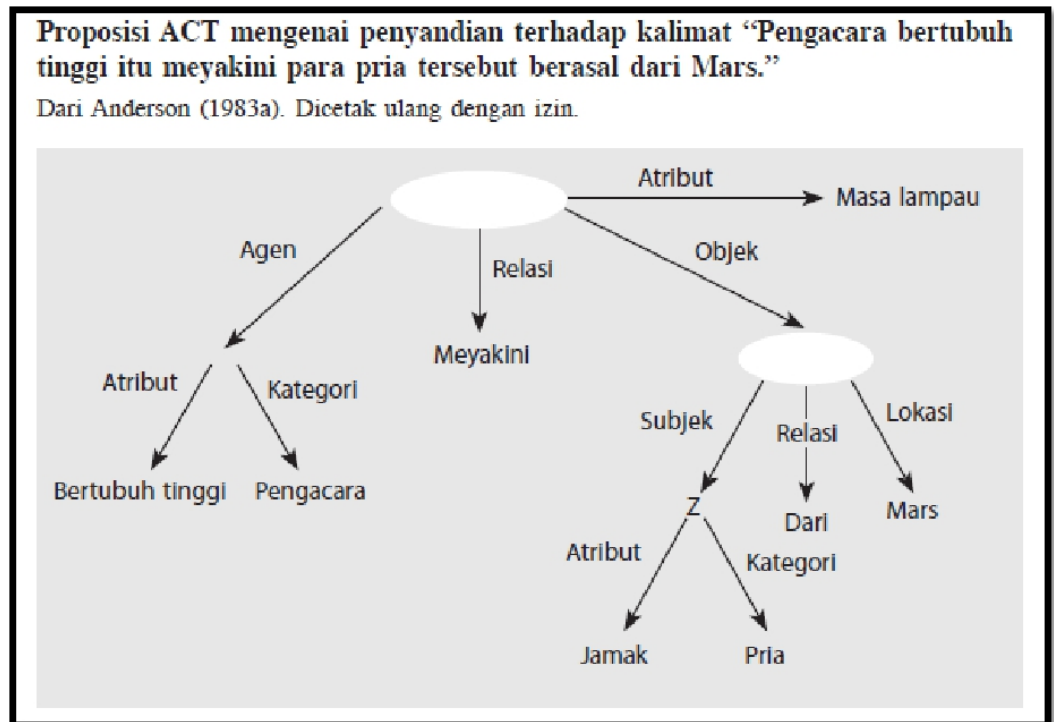 Proposisi ACT mengenai penyandian terhadap kalimat “Pengacara bertubuh
tinggi itu meyakini para pria tersebut berasal dari Mars.”
Dari Anderson (1983a). Dicetak ulang dengan izin.
Atribut
Masa lampau
Agen
Relasi
Objek
Meyakini
Atribut
Kategori
Bertubuh tinggi
Pengacara
Subjek
Relasi
Lokasi
Z
Dari
Mars
Atribut
Kategori
Jamak
Pria